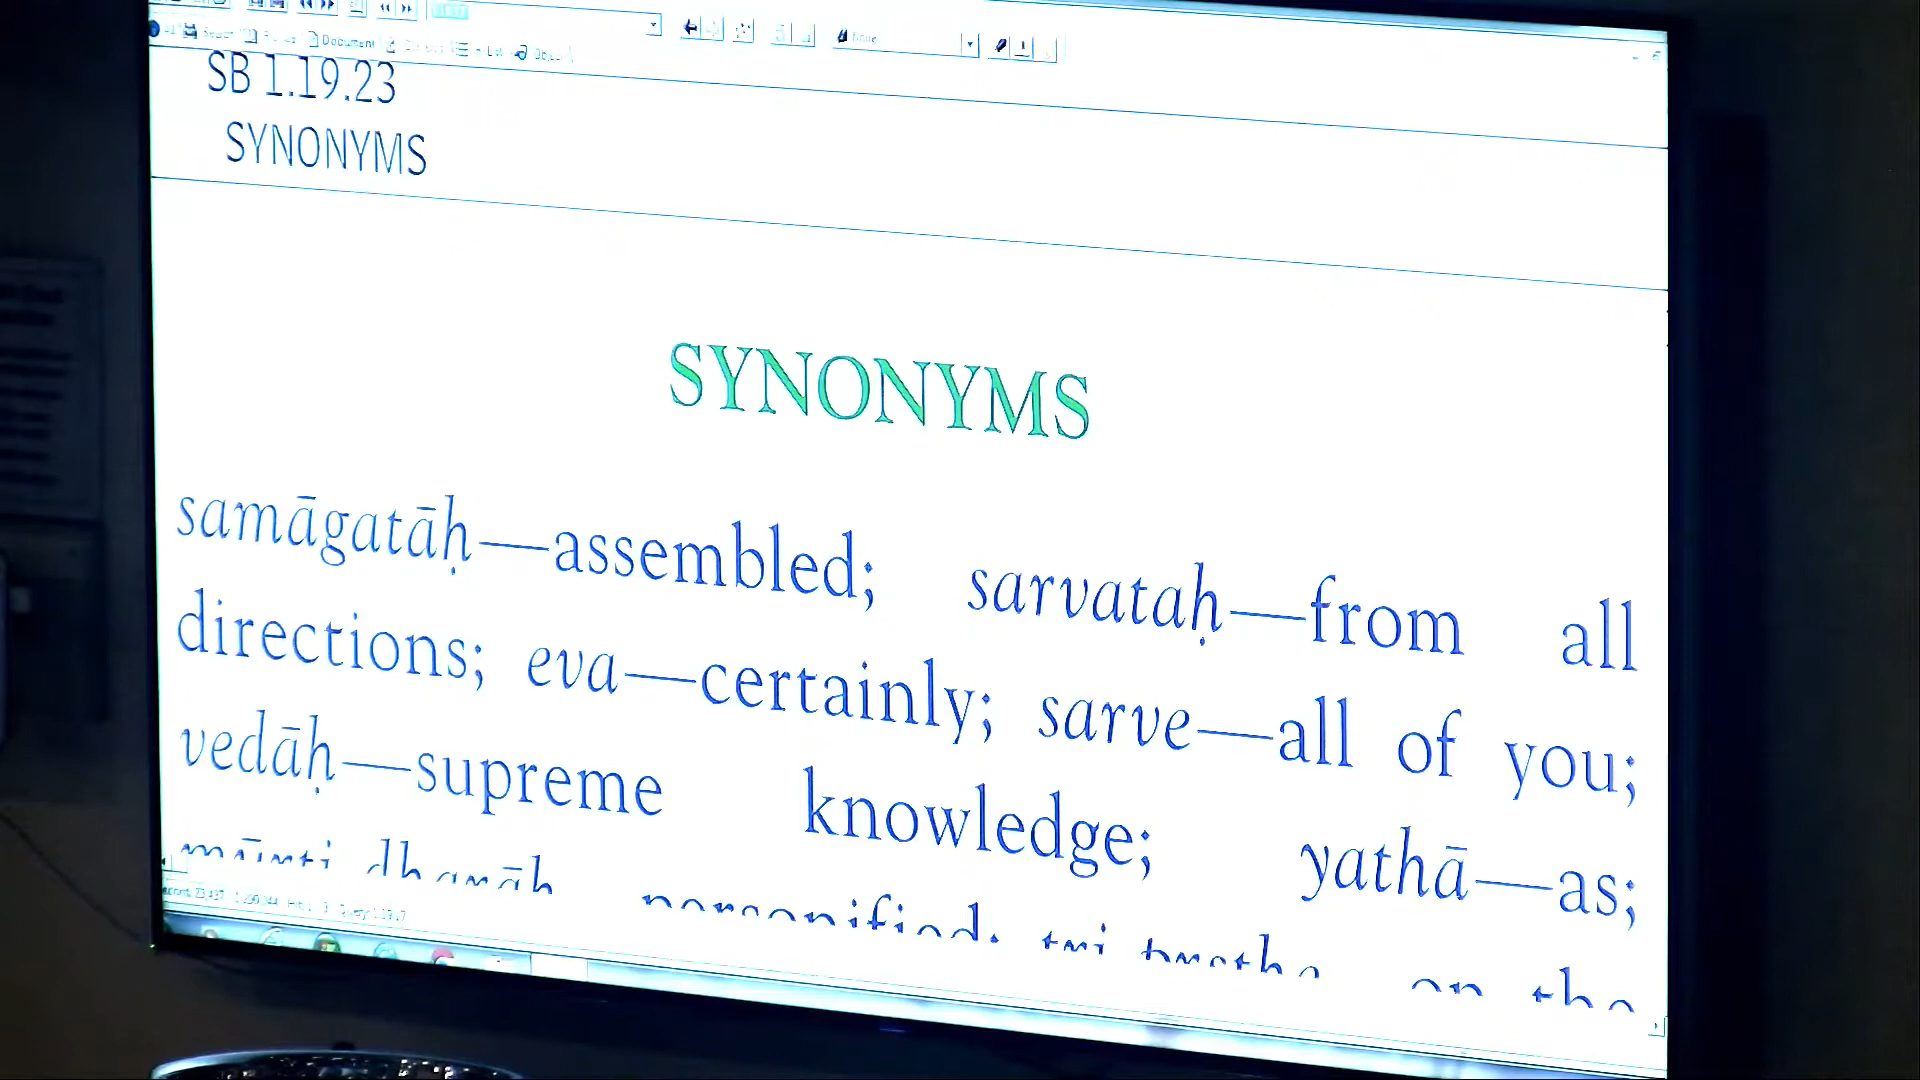 Document
SB 1.19.23
SYNONYMS
SYNONYMS
samāgatāḥ—assembled; sarvataḥ—from all
directions; eva—certainly; sarve—all of you;
vedāḥ—supreme knowledge; yathā—as;